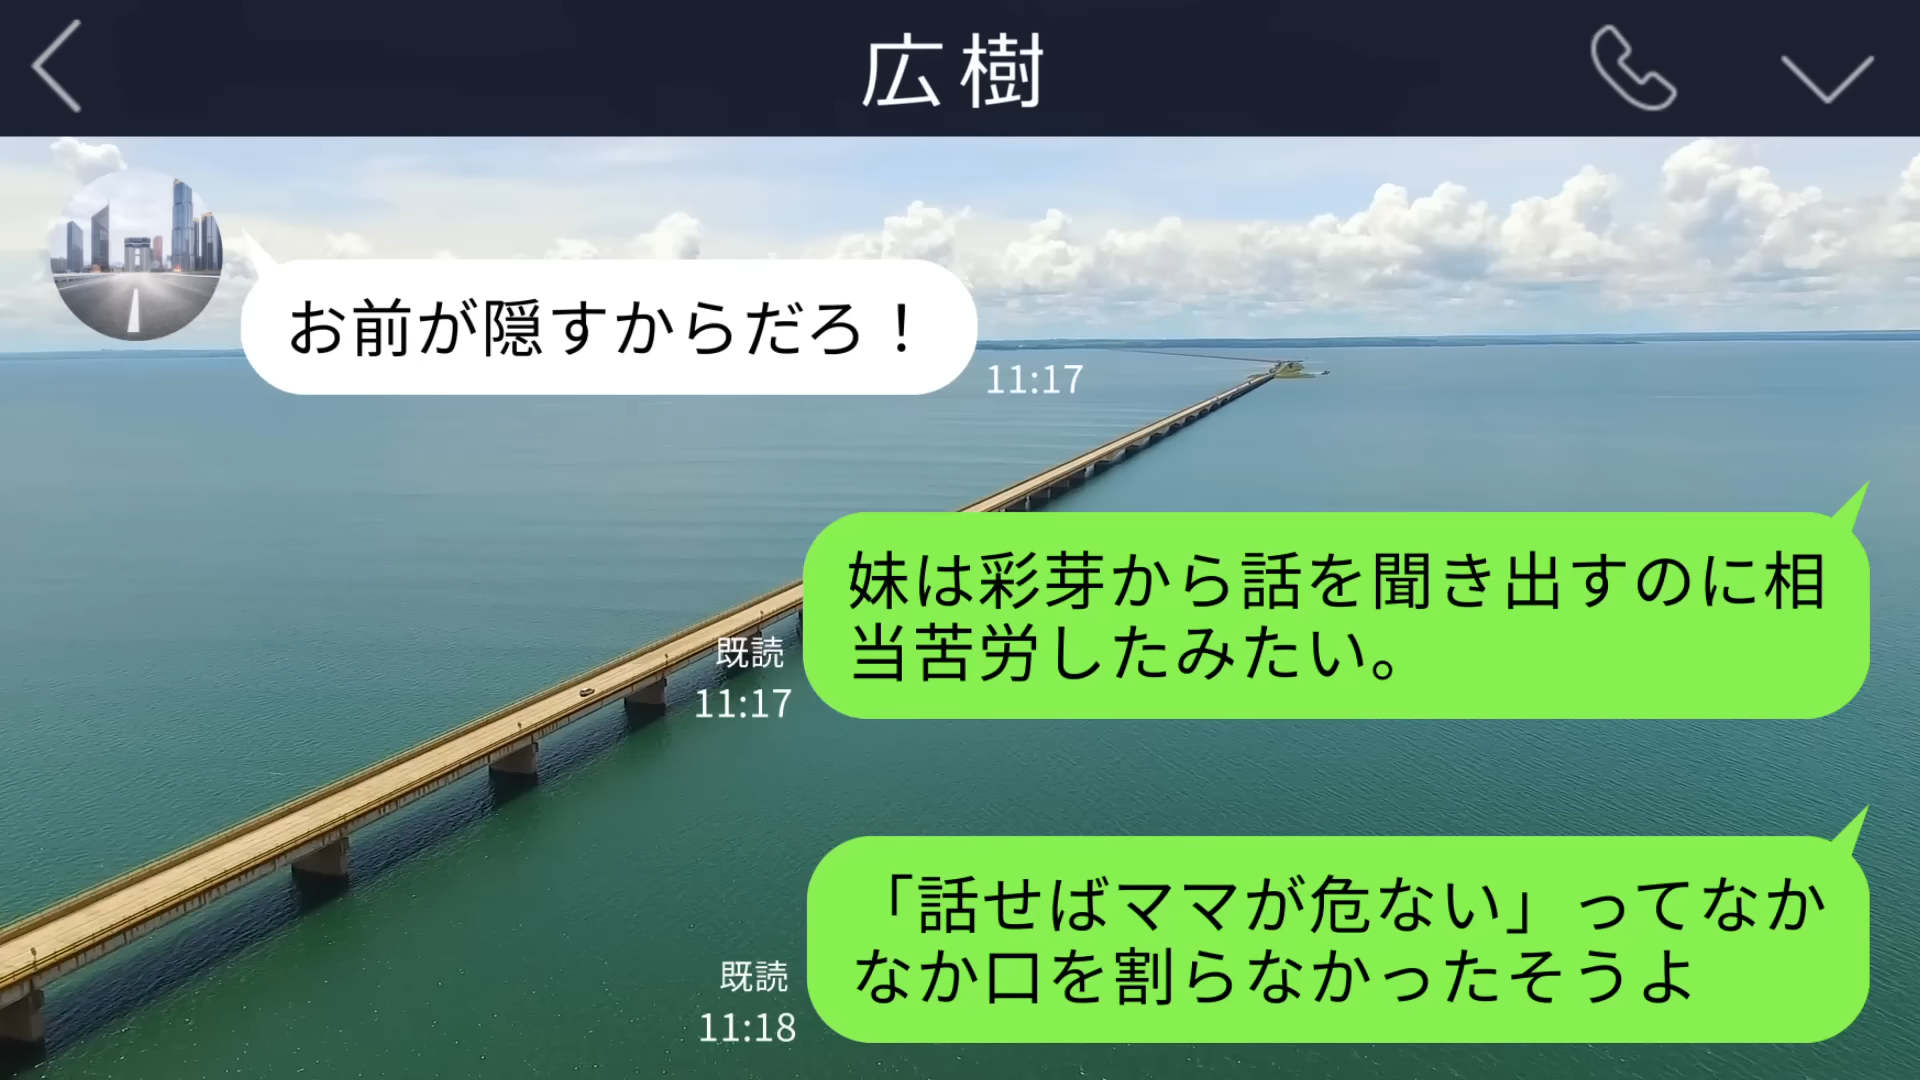 広樹
お前が隠すからだろ！
11:17
妹は彩芽から話を聞き出すのに相
当苦労したみたい。
既読
11:17
「話せばママが危ない」ってなか
なか口を割らなかったそうよ
既読
11:18